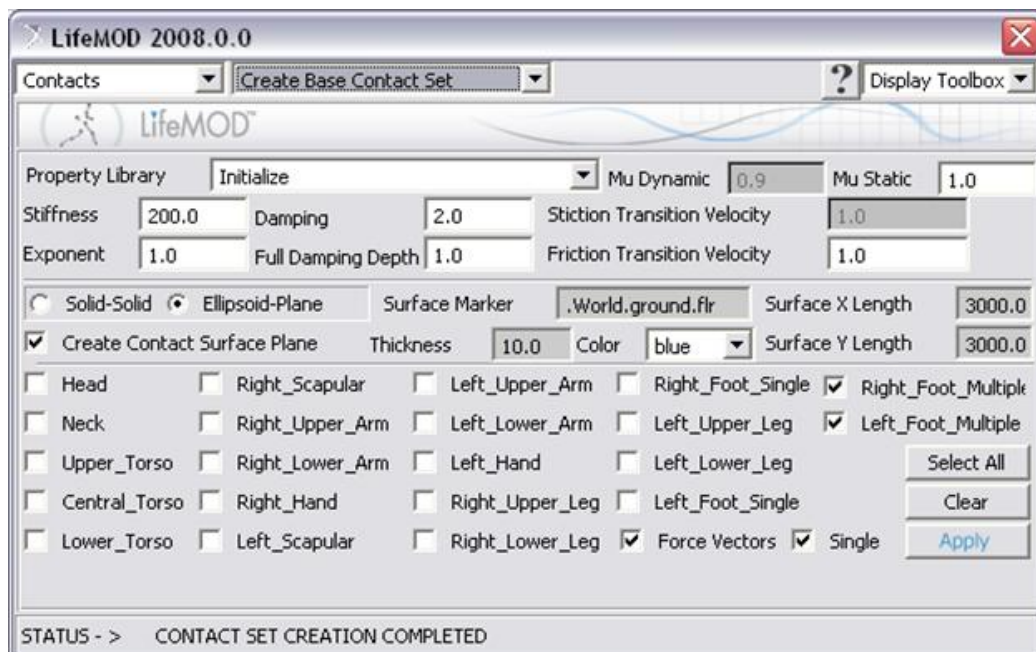 LifeMOD 2008.0.0
Contacts Create Base Contact Set ? Display Toolbox
LifeMOD™
Property Library Initialize Mu Dynamic 0.9 Mu Static 1.0
Stiffness 200.0 Damping 2.0 Stiction Transition Velocity 1.0
Exponent 1.0 Full Damping Depth 1.0 Friction Transition Velocity 1.0
Solid-Solid Ellipsoid-Plane Surface Marker .World.ground.flr Surface X Length 3000.0
Create Contact Surface Plane Thickness 10.0 Color blue Surface Y Length 3000.0
Head Right_Scapular Left_Upper_Arm Right_Foot_Single Right_Foot_Multiple
Neck Right_Upper_Arm Left_Lower_Arm Left_Upper_Leg Left_Foot_Multiple
Upper_Torso Right_Lower_Arm Left_Hand Left_Lower_Leg Select All
Central_Torso Right_Hand Right_Upper_Leg Left_Foot_Single Clear
Lower_Torso Left_Scapular Right_Lower_Leg Force Vectors Single Apply
STATUS - > CONTACT SET CREATION COMPLETED